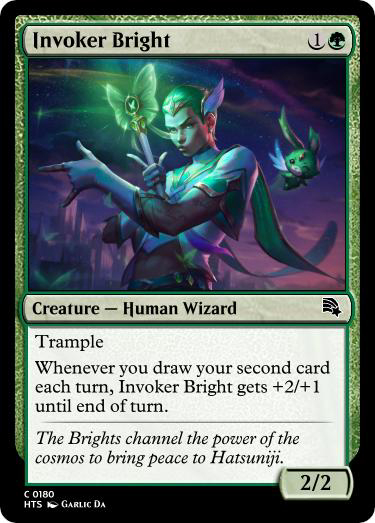 Invoker Bright 1
Creature — Human Wizard
Trample
Whenever you draw your second card
each turn, Invoker Bright gets +2/+1
until end of turn.
The Brights channel the power of the
cosmos to bring peace to Hatsuniji.
2/2
C 0180
HTS Garlic Da